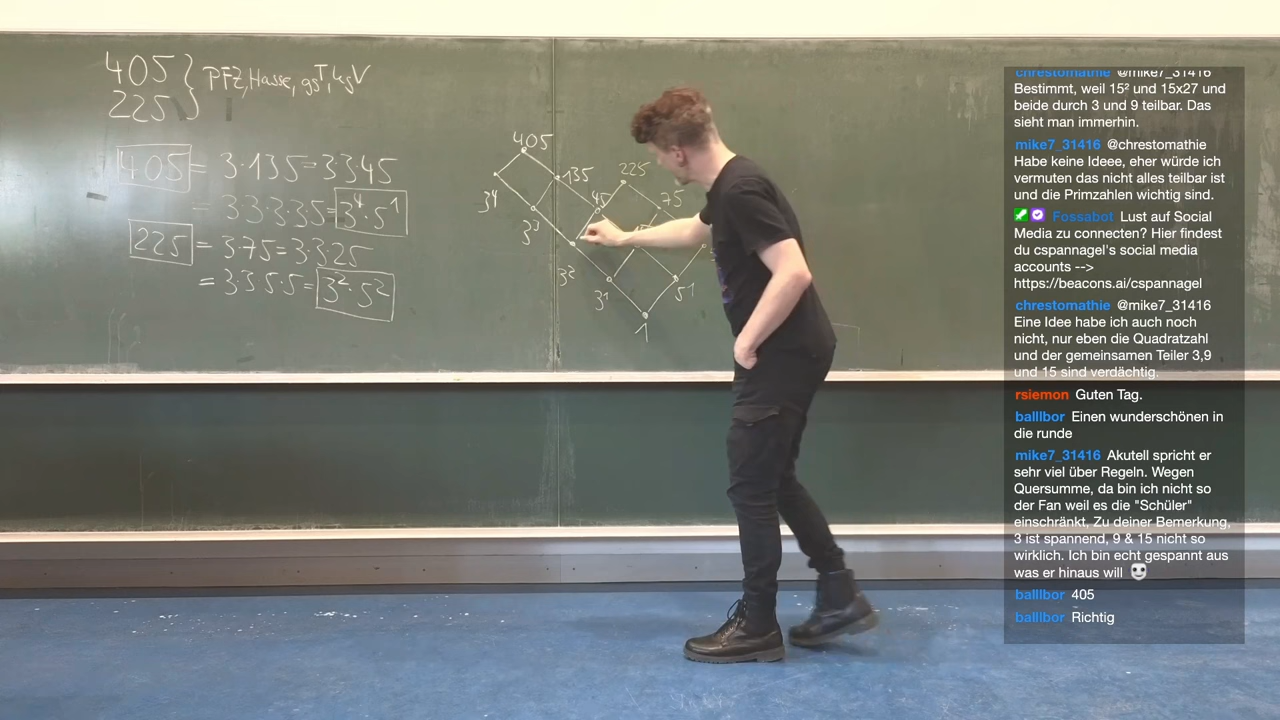 405
225 } PFZ, Hasse, ggT, kgV
405 = 3·135=3·3·45
= 3·3·3·3·5=3⁴·5¹
225 = 3·75=3·3·25
= 3·3·5·5=3²·5²
405
135
225
45
75
3⁴
3³
3²
3¹
5¹
1
chrestomathie @mike7_31416
Bestimmt, weil 15² und 15x27 und
beide durch 3 und 9 teilbar. Das
sieht man immerhin.
mike7_31416 @chrestomathie
Habe keine Ideee, eher würde ich
vermuten das nicht alles teilbar ist
und die Primzahlen wichtig sind.
Fossabot Lust auf Social
Media zu connecten? Hier findest
du cspannagel's social media
accounts -->
https://beacons.ai/cspannagel
chrestomathie @mike7_31416
Eine Idee habe ich auch noch
nicht, nur eben die Quadratzahl
und der gemeinsamen Teiler 3,9
und 15 sind verdächtig.
rsiemon Guten Tag.
balllbor Einen wunderschönen in
die runde
mike7_31416 Akutell spricht er
sehr viel über Regeln. Wegen
Quersumme, da bin ich nicht so
der Fan weil es die "Schüler"
einschränkt, Zu deiner Bemerkung,
3 ist spannend, 9 & 15 nicht so
wirklich. Ich bin echt gespannt aus
was er hinaus will
balllbor 405
balllbor Richtig